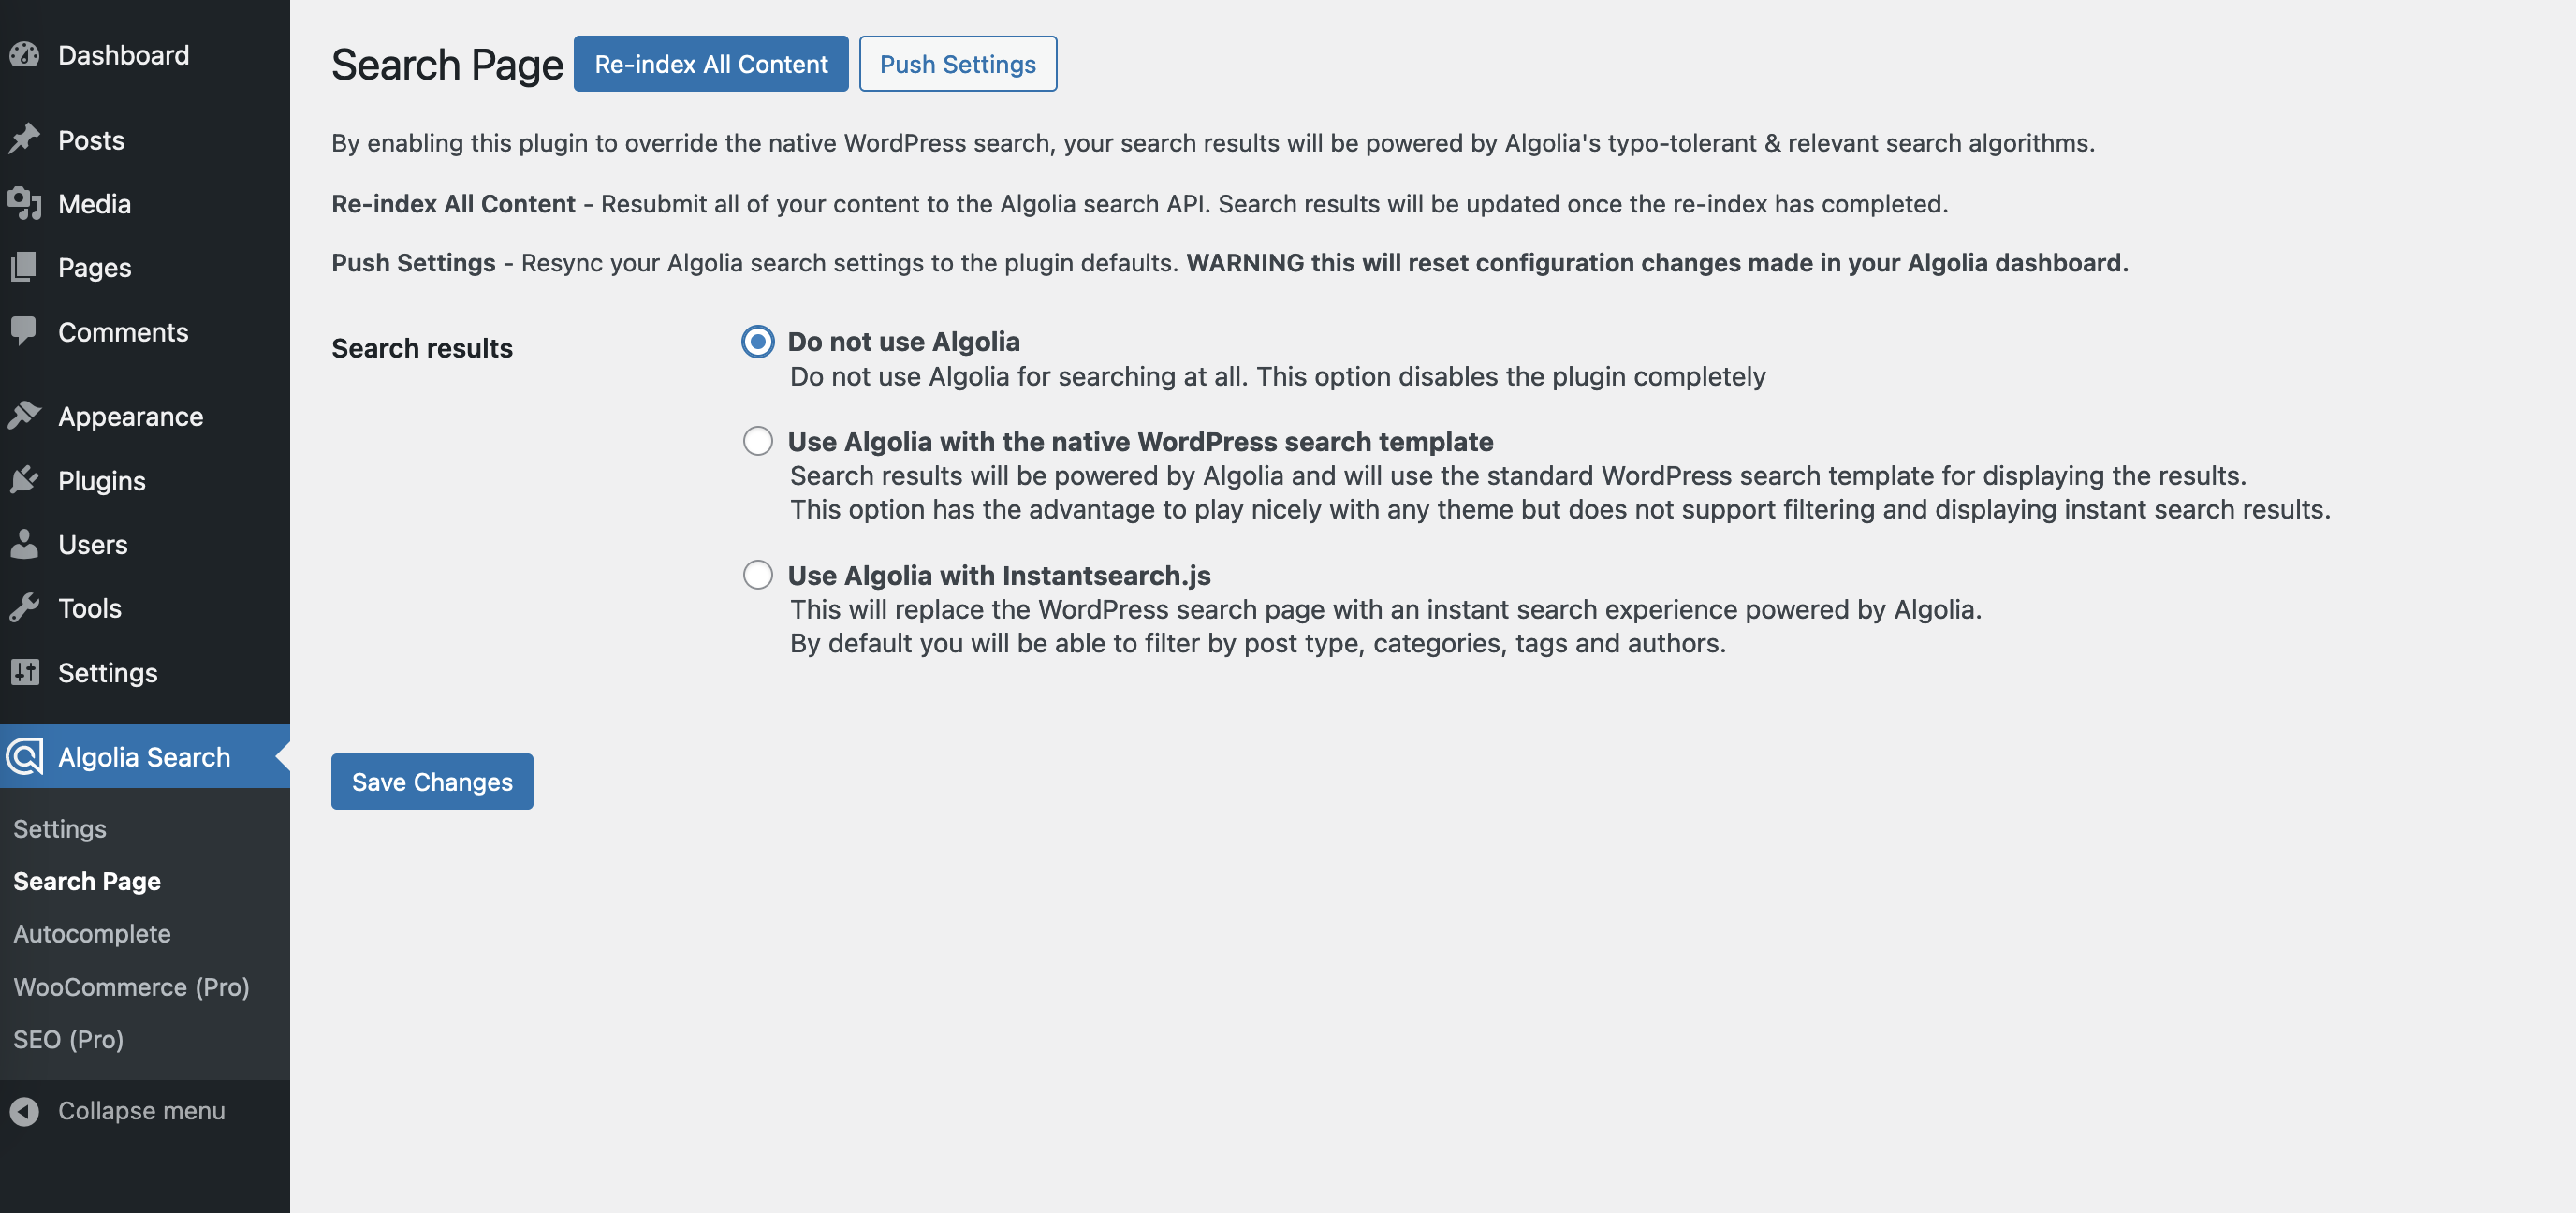 Dashboard
Posts
Media
Pages
Comments
Appearance
Plugins
Users
Tools
Settings
Algolia Search
Settings
Search Page
Autocomplete
WooCommerce (Pro)
SEO (Pro)
Collapse menu
Search Page
Re-index All Content
Push Settings
By enabling this plugin to override the native WordPress search, your search results will be powered by Algolia's typo-tolerant & relevant search algorithms.
Re-index All Content - Resubmit all of your content to the Algolia search API. Search results will be updated once the re-index has completed.
Push Settings - Resync your Algolia search settings to the plugin defaults. WARNING this will reset configuration changes made in your Algolia dashboard.
Search results
Do not use Algolia
Do not use Algolia for searching at all. This option disables the plugin completely
Use Algolia with the native WordPress search template
Search results will be powered by Algolia and will use the standard WordPress search template for displaying the results.
This option has the advantage to play nicely with any theme but does not support filtering and displaying instant search results.
Use Algolia with Instantsearch.js
This will replace the WordPress search page with an instant search experience powered by Algolia.
By default you will be able to filter by post type, categories, tags and authors.
Save Changes